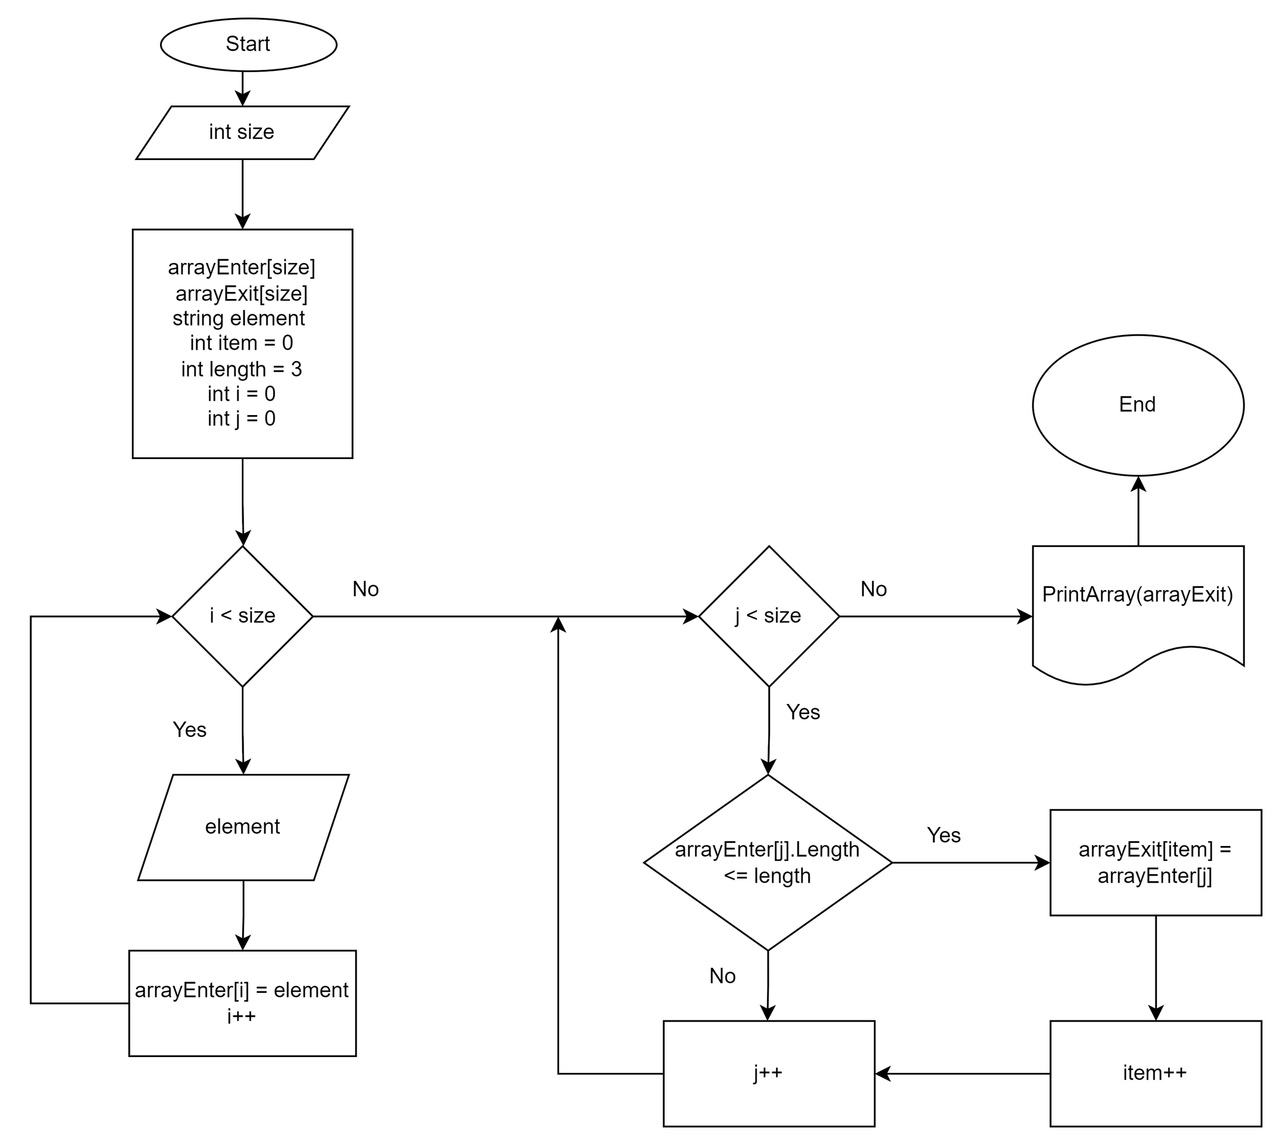 Start
int size
arrayEnter[size]
arrayExit[size]
string element
int item = 0
int length = 3
int i = 0
int j = 0
i < size
No
Yes
element
arrayEnter[i] = element
i++
j < size
No
Yes
arrayEnter[j].Length
<= length
Yes
No
arrayExit[item] =
arrayEnter[j]
item++
j++
PrintArray(arrayExit)
End